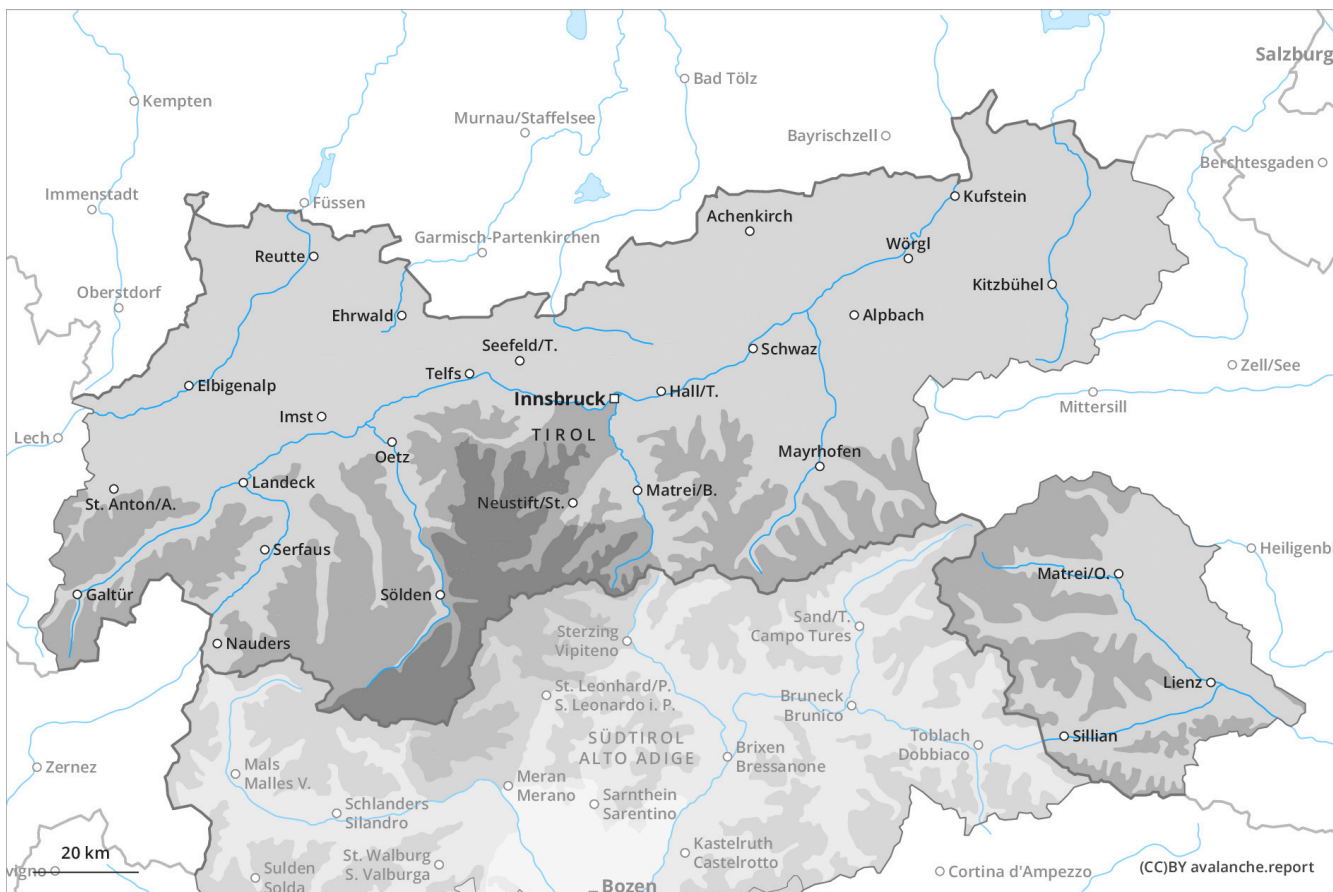 Salzburg
Bad Tölz
Kempten
Murnau/Staffelsee
Bayrischzell
Berchtesgaden
Immenstadt
Füssen
Kufstein
Achenkirch
Garmisch-Partenkirchen
Wörgl
Reutte
Oberstdorf
Kitzbühel
Ehrwald
Alpbach
Seefeld/T.
Schwaz
Zell/See
Telfs
Elbigenalp
Hall/T.
Mittersill
Innsbruck
Imst
TIROL
Lech
Mayrhofen
Oetz
Landeck
Matrei/B.
St. Anton/A.
Neustift/St.
Serfaus
Heiligenb
Matrei/O.
Galtür
Sölden
Sand/T.
Campo Tures
Sterzing
Vipiteno
Nauders
Lienz
St. Leonhard/P.
S. Leonardo i. P.
Bruneck
Brunico
SÜDTIROL
ALTO ADIGE
Sillian
Toblach
Dobbiaco
Brixen
Bressanone
Zernez
Mals
Malles V.
Meran
Merano
Schlanders
Silandro
Sarnthein
Sarentino
20 km
Kastelruth
Castelrotto
St. Walburg
S. Valburga
vigno
Sulden
Solda
Cortina d'Ampezzo
(CC)BY avalanche.report
Bozen